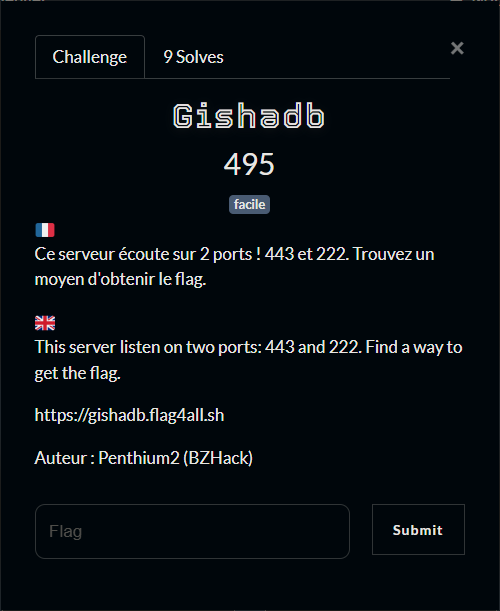 Challenge
9 Solves
×
Gishadb
495
facile
Ce serveur écoute sur 2 ports ! 443 et 222. Trouvez un
moyen d'obtenir le flag.
This server listen on two ports: 443 and 222. Find a way to
get the flag.
https://gishadb.flag4all.sh
Auteur : Penthium2 (BZHack)
Flag
Submit